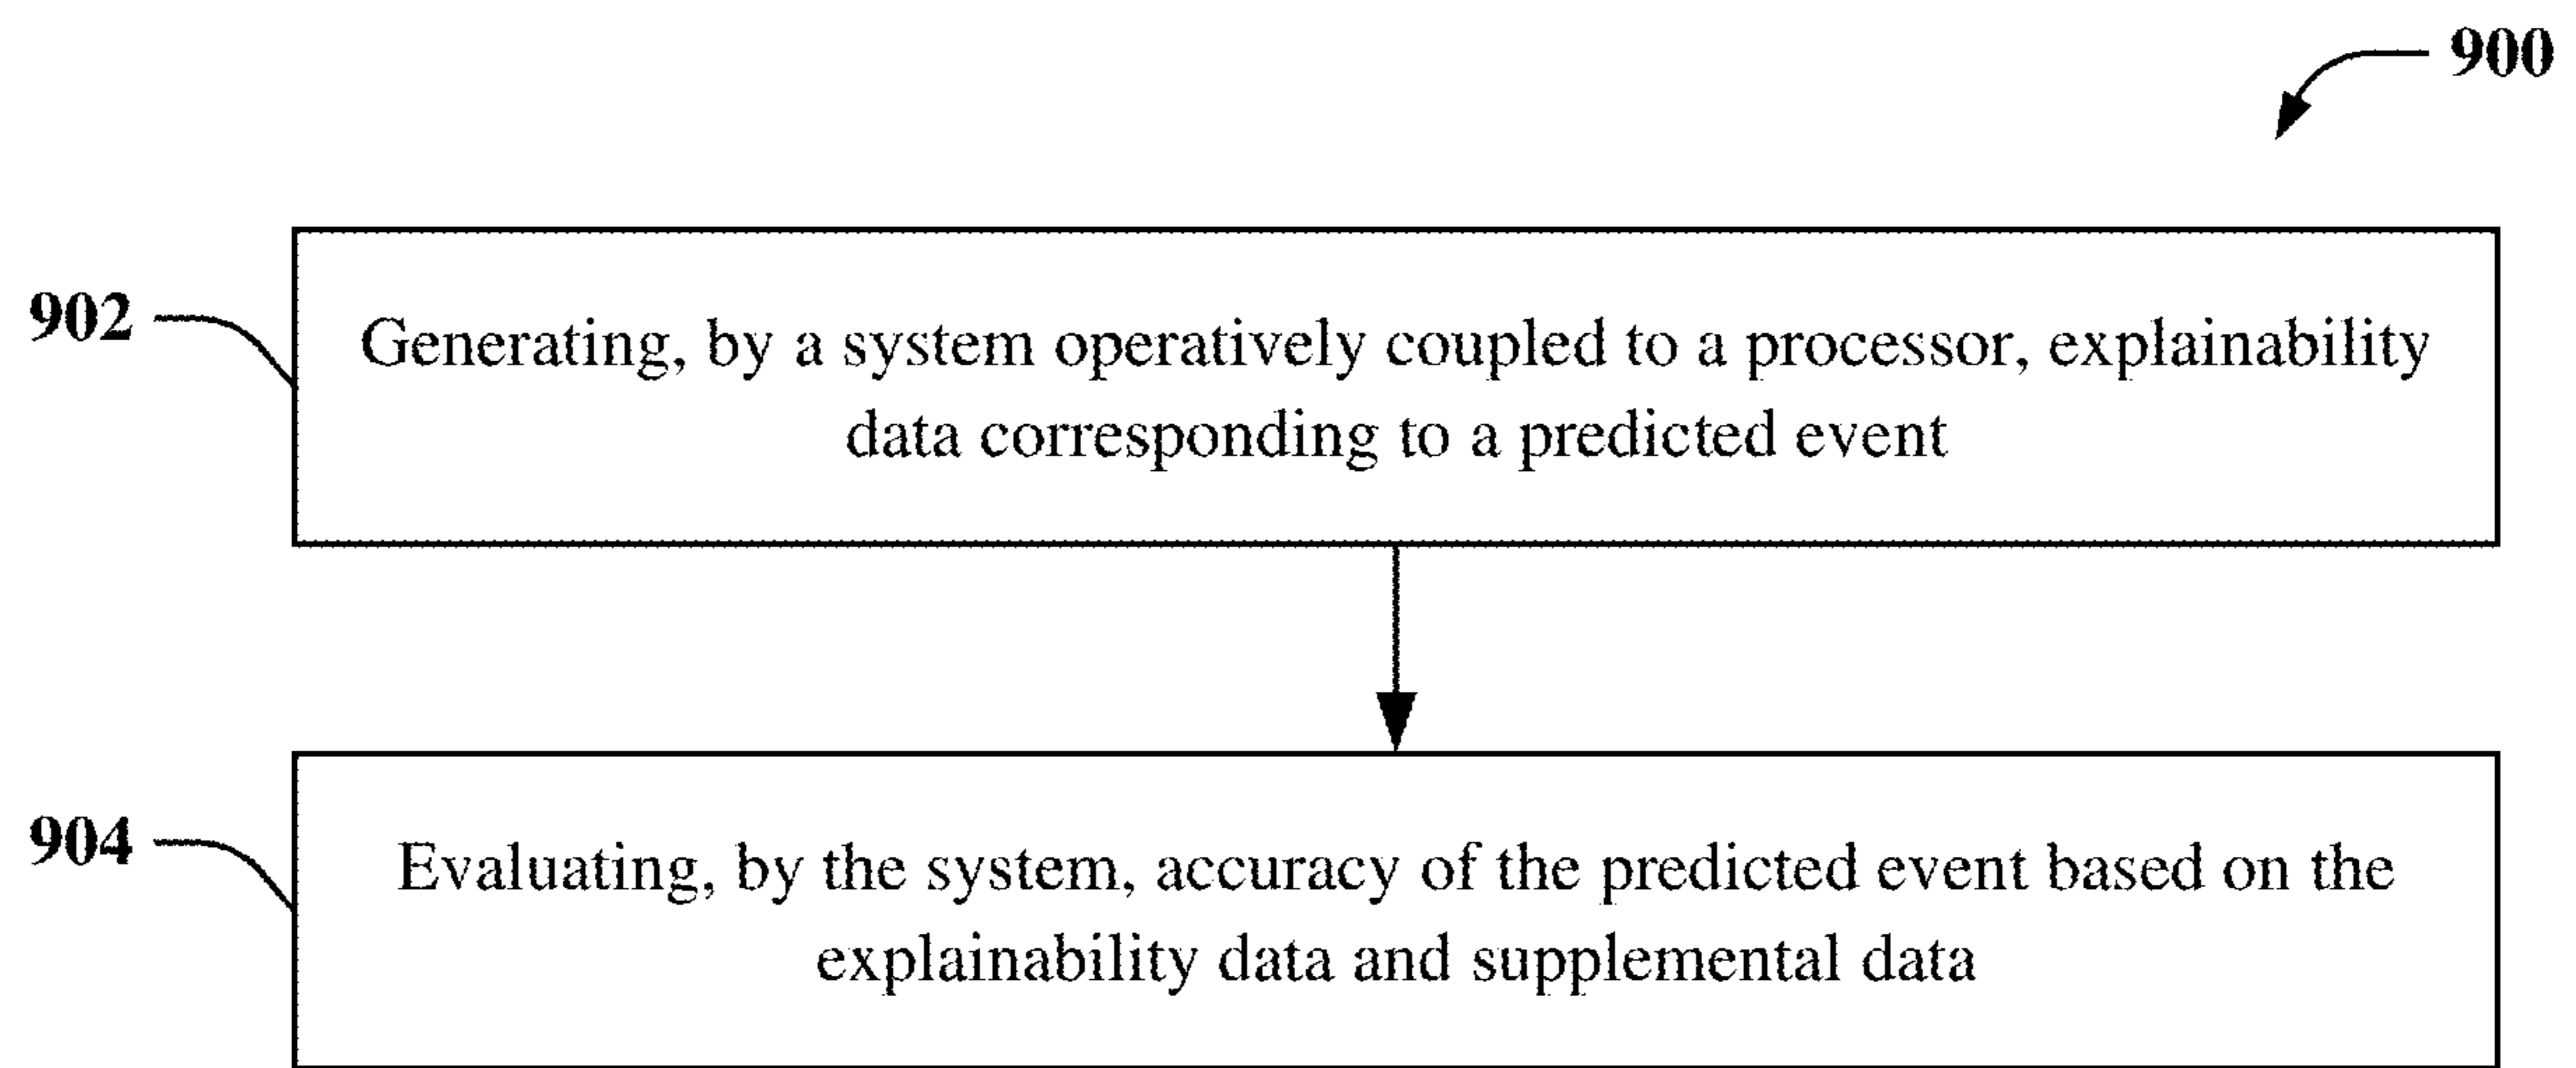 900
902
Generating, by a system operatively coupled to a processor, explainability
data corresponding to a predicted event
904
Evaluating, by the system, accuracy of the predicted event based on the
explainability data and supplemental data